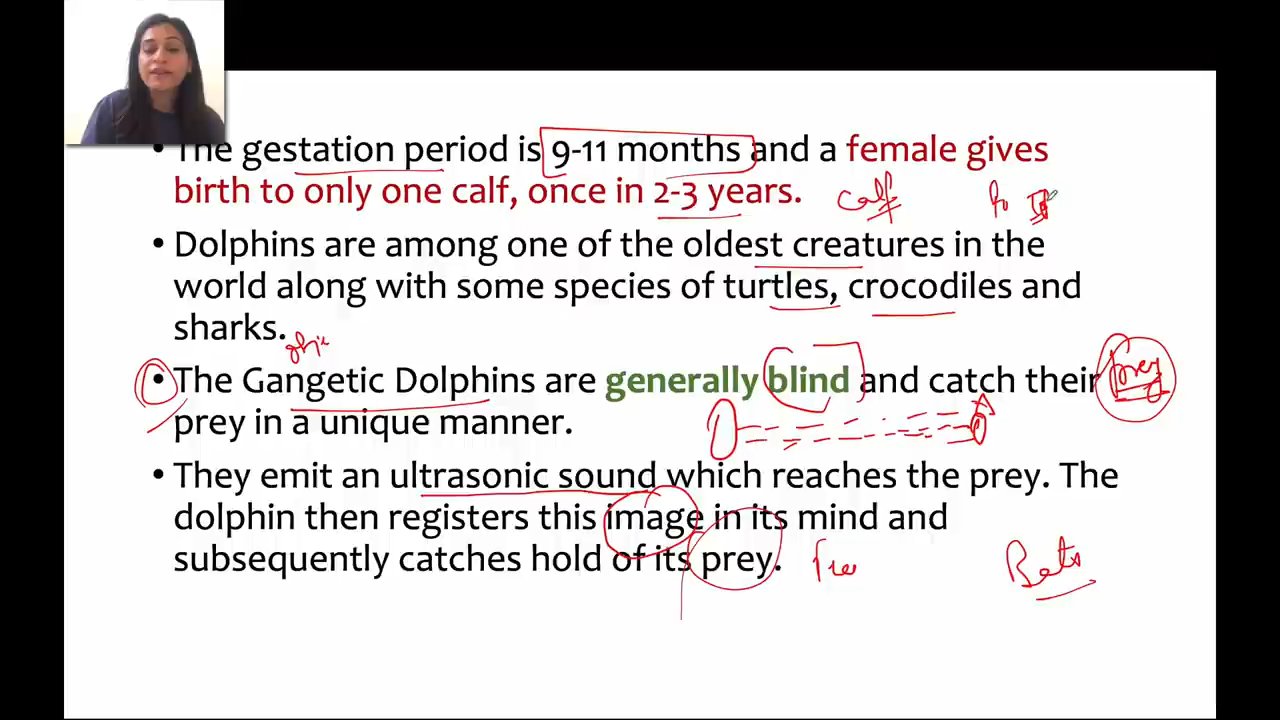 • The gestation period is 9-11 months and a female gives
birth to only one calf, once in 2-3 years.
calf
• Dolphins are among one of the oldest creatures in the
world along with some species of turtles, crocodiles and
sharks.
• The Gangetic Dolphins are generally blind and catch their
prey
prey in a unique manner.
• They emit an ultrasonic sound which reaches the prey. The
dolphin then registers this image in its mind and
subsequently catches hold of its prey.